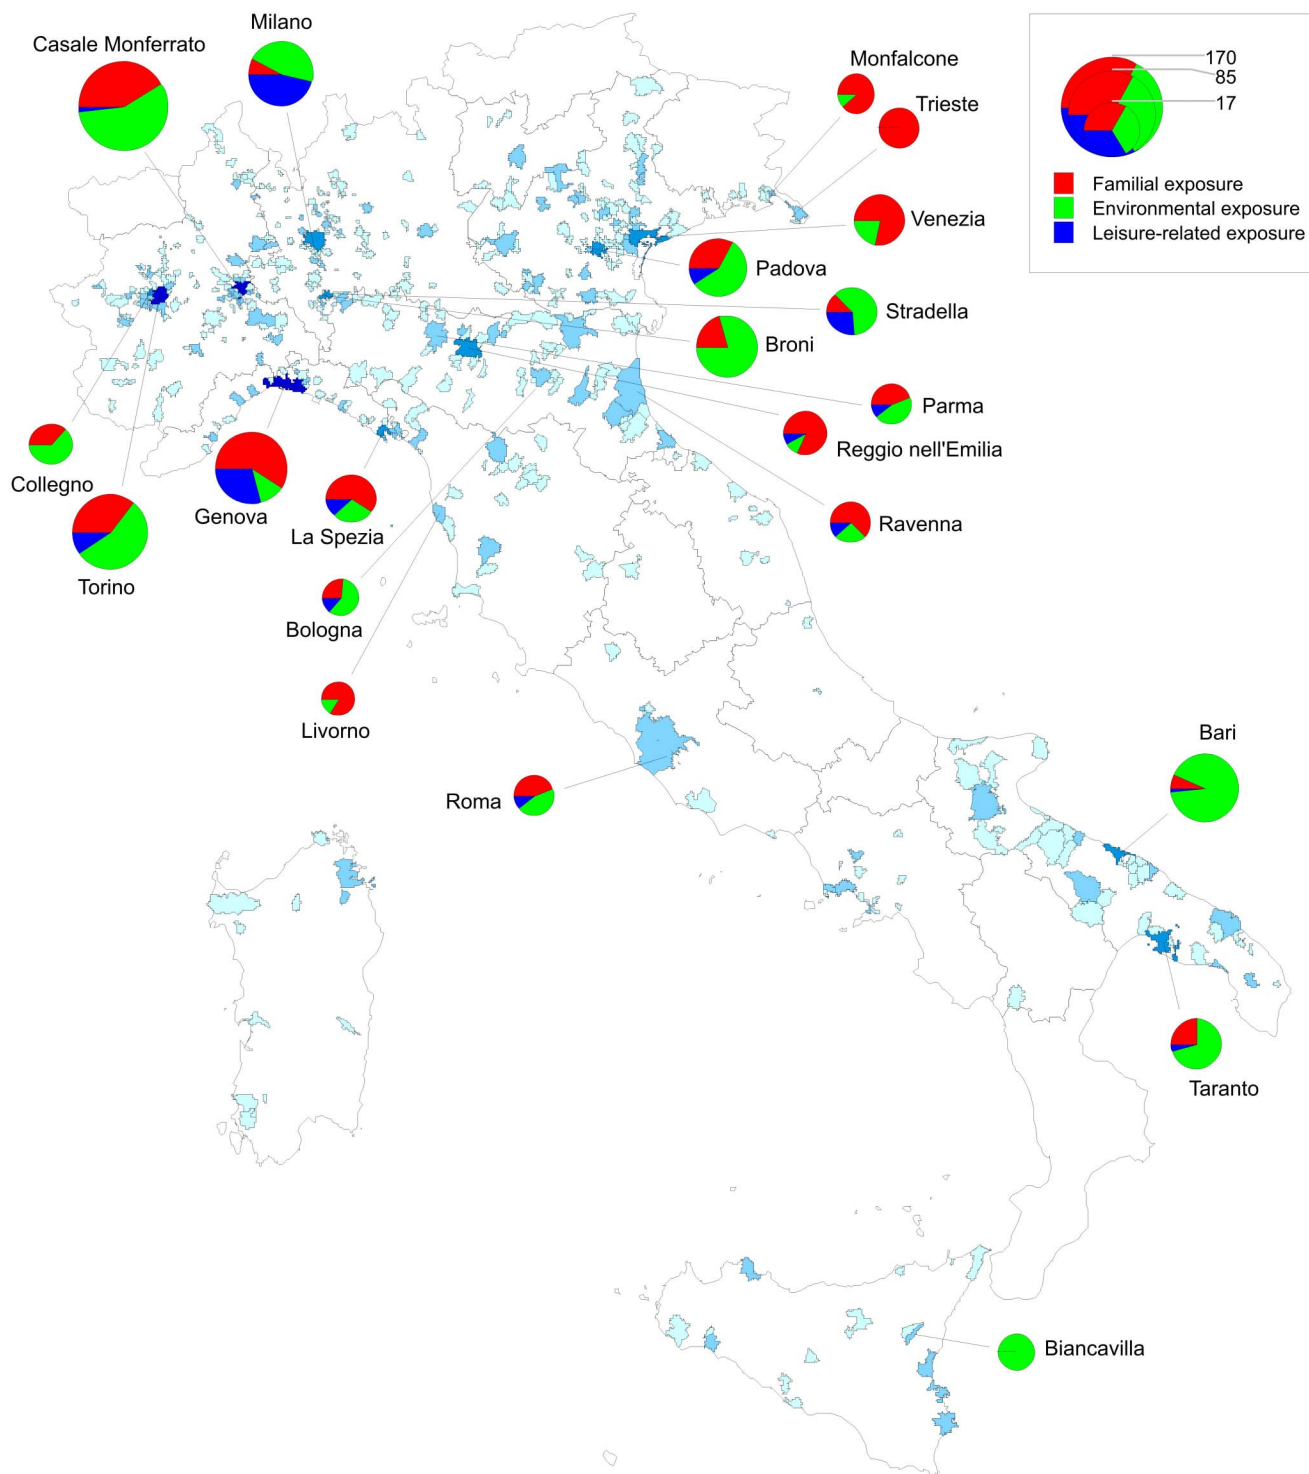 Milano
Casale Monferrato
Monfalcone
Trieste
170
85
17
Familial exposure
Environmental exposure
Leisure-related exposure
Venezia
Padova
Stradella
Broni
Parma
Reggio nell'Emilia
Collegno
Genova
La Spezia
Ravenna
Torino
Bologna
Livorno
Bari
Roma
Taranto
Biancavilla